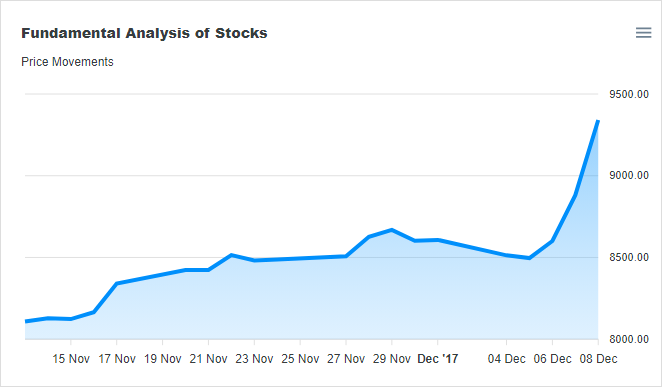 Fundamental Analysis of Stocks
Price Movements
9500.00
9000.00
8500.00
8000.00
15 Nov 17 Nov 19 Nov 21 Nov 23 Nov 25 Nov 27 Nov 29 Nov Dec '17 04 Dec 06 Dec 08 Dec